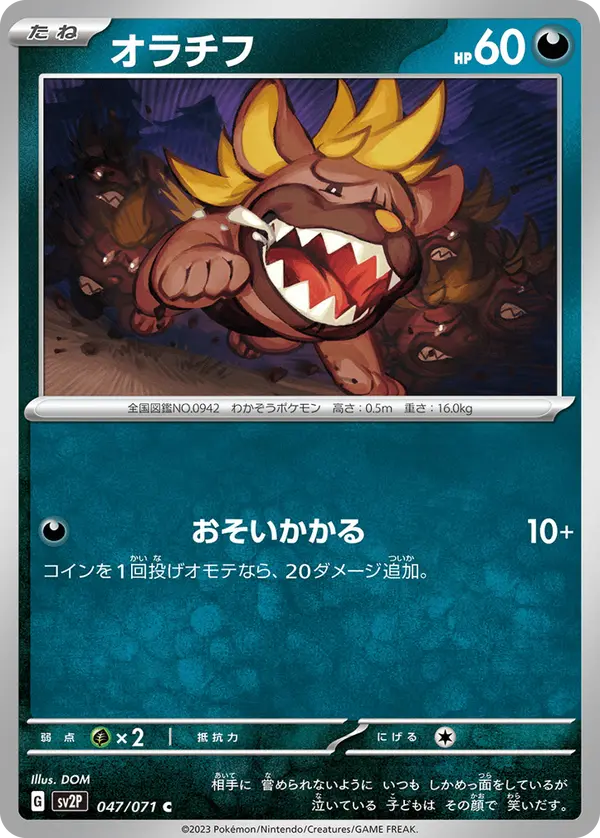 たね オラチフ HP60
全国図鑑NO.0942 わかぞうポケモン 高さ:0.5m 重さ:16.0kg
おそいかかる 10+
コインを1回投げオモテなら、20ダメージ追加。
弱点 ×2 抵抗力 にげる
Illus. DOM
G SV2P 047/071 C
相手に 嘗められないように いつも しかめっ面をしているが
泣いている 子どもは その顔で 笑いだす。
©2023 Pokémon/Nintendo/Creatures/GAME FREAK.